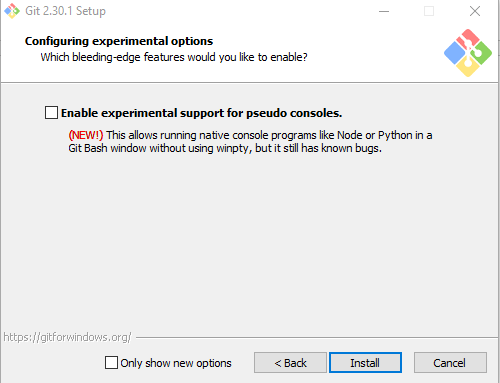 Git 2.30.1 Setup
Configuring experimental options
Which bleeding-edge features would you like to enable?
Enable experimental support for pseudo consoles.
(NEW!) This allows running native console programs like Node or Python in a
Git Bash window without using winpty, but it still has known bugs.
https://gitforwindows.org/
Only show new options
< Back
Install
Cancel